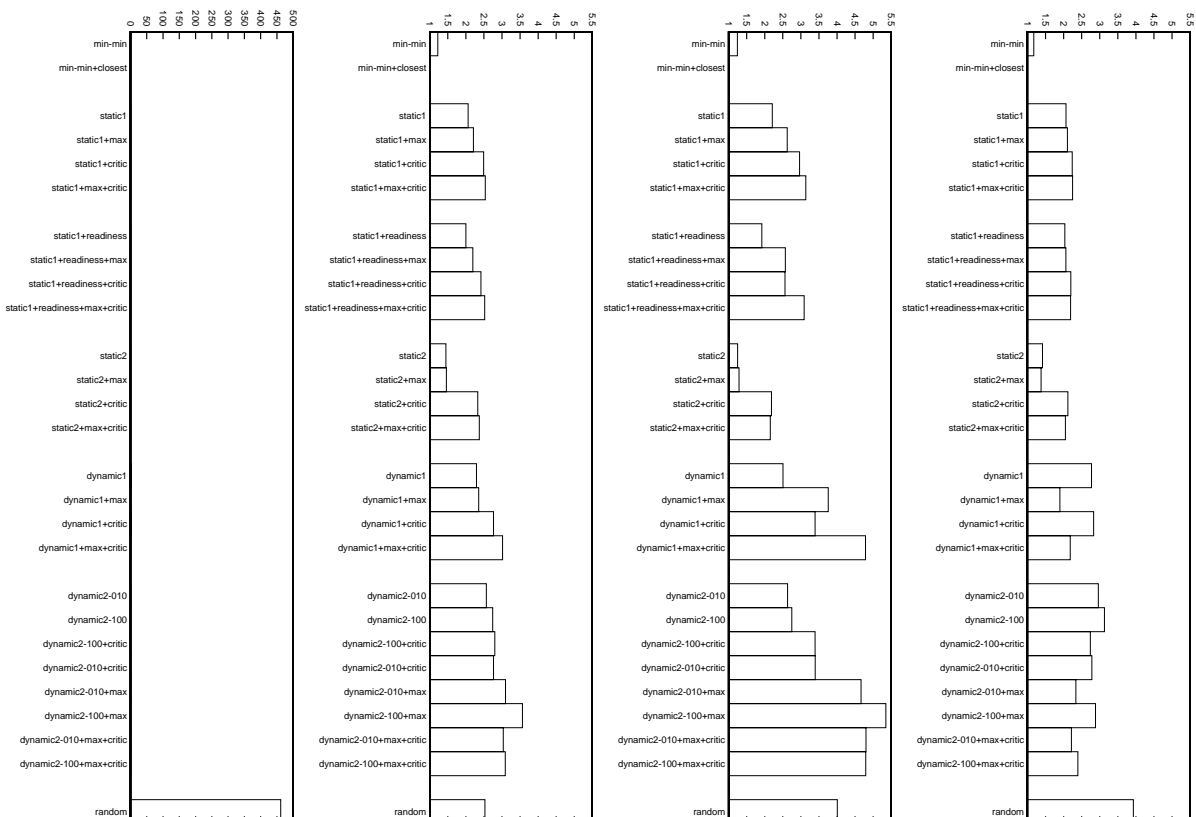 0 50 100 150 200 250 300 350 400 450 500
min-min
min-min+closest
static1
static1+max
static1+critic
static1+max+critic
static1+readiness
static1+readiness+max
static1+readiness+critic
static1+readiness+max+critic
static2
static2+max
static2+critic
static2+max+critic
dynamic1
dynamic1+max
dynamic1+critic
dynamic1+max+critic
dynamic2-010
dynamic2-100
dynamic2-100+critic
dynamic2-010+critic
dynamic2-010+max
dynamic2-100+max
dynamic2-010+max+critic
dynamic2-100+max+critic
random
1 1.5 2 2.5 3 3.5 4 4.5 5 5.5
min-min
min-min+closest
static1
static1+max
static1+critic
static1+max+critic
static1+readiness
static1+readiness+max
static1+readiness+critic
static1+readiness+max+critic
static2
static2+max
static2+critic
static2+max+critic
dynamic1
dynamic1+max
dynamic1+critic
dynamic1+max+critic
dynamic2-010
dynamic2-100
dynamic2-100+critic
dynamic2-010+critic
dynamic2-010+max
dynamic2-100+max
dynamic2-010+max+critic
dynamic2-100+max+critic
random
1 1.5 2 2.5 3 3.5 4 4.5 5 5.5
min-min
min-min+closest
static1
static1+max
static1+critic
static1+max+critic
static1+readiness
static1+readiness+max
static1+readiness+critic
static1+readiness+max+critic
static2
static2+max
static2+critic
static2+max+critic
dynamic1
dynamic1+max
dynamic1+critic
dynamic1+max+critic
dynamic2-010
dynamic2-100
dynamic2-100+critic
dynamic2-010+critic
dynamic2-010+max
dynamic2-100+max
dynamic2-010+max+critic
dynamic2-100+max+critic
random
1 1.5 2 2.5 3 3.5 4 4.5 5 5.5
min-min
min-min+closest
static1
static1+max
static1+critic
static1+max+critic
static1+readiness
static1+readiness+max
static1+readiness+critic
static1+readiness+max+critic
static2
static2+max
static2+critic
static2+max+critic
dynamic1
dynamic1+max
dynamic1+critic
dynamic1+max+critic
dynamic2-010
dynamic2-100
dynamic2-100+critic
dynamic2-010+critic
dynamic2-010+max
dynamic2-100+max
dynamic2-010+max+critic
dynamic2-100+max+critic
random